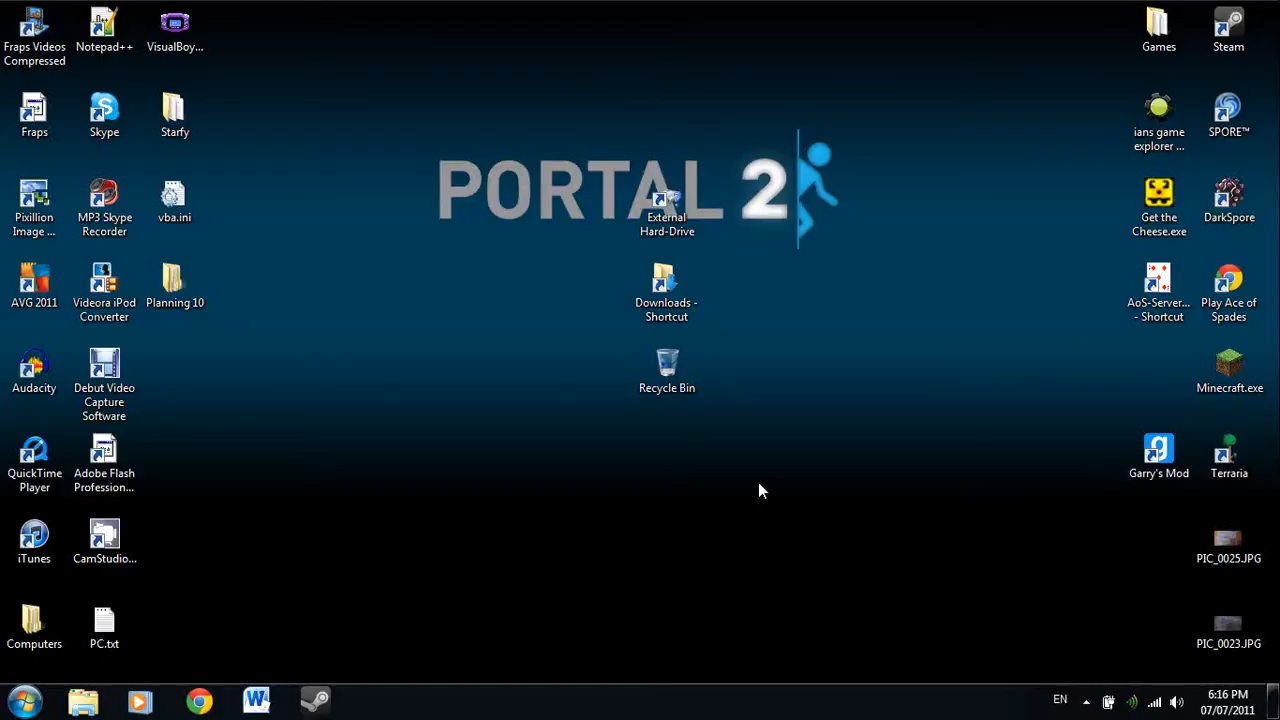 Fraps Videos
Compressed
Notepad++
VisualBoy...
Fraps
Skype
Starfy
Pixillion
Image ...
MP3 Skype
Recorder
vba.ini
AVG 2011
Videora iPod
Converter
Planning 10
Audacity
Debut Video
Capture
Software
QuickTime
Player
Adobe Flash
Profession...
iTunes
CamStudio...
Computers
PC.txt
PORTAL 2
External
Hard-Drive
Downloads -
Shortcut
Recycle Bin
Games
Steam
ians game
explorer ...
SPORE™
Get the
Cheese.exe
DarkSpore
AoS-Server...
- Shortcut
Play Ace of
Spades
Minecraft.exe
Garry's Mod
Terraria
PIC_0025.JPG
PIC_0023.JPG
EN
6:16 PM
07/07/2011